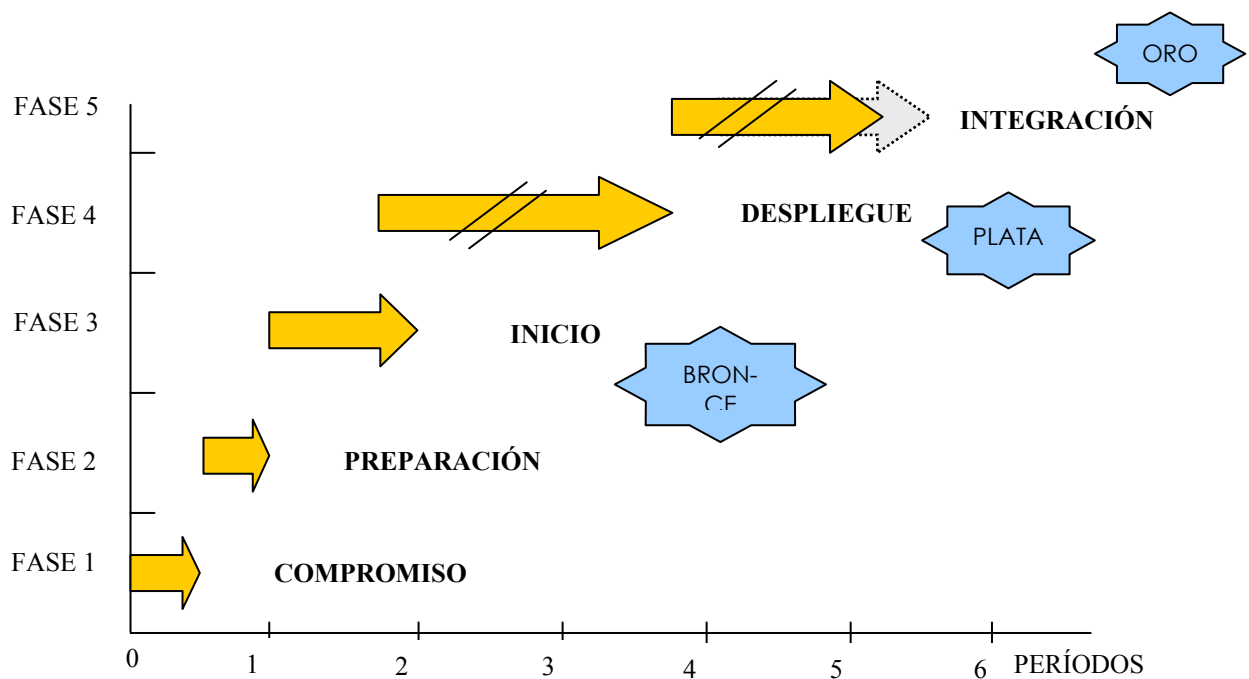 ORO
FASE 5
INTEGRACIÓN
FASE 4
DESPLIEGUE
PLATA
FASE 3
INICIO
BRON-
CE
FASE 2
PREPARACIÓN
FASE 1
COMPROMISO
0 1 2 3 4 5 6 PERÍODOS